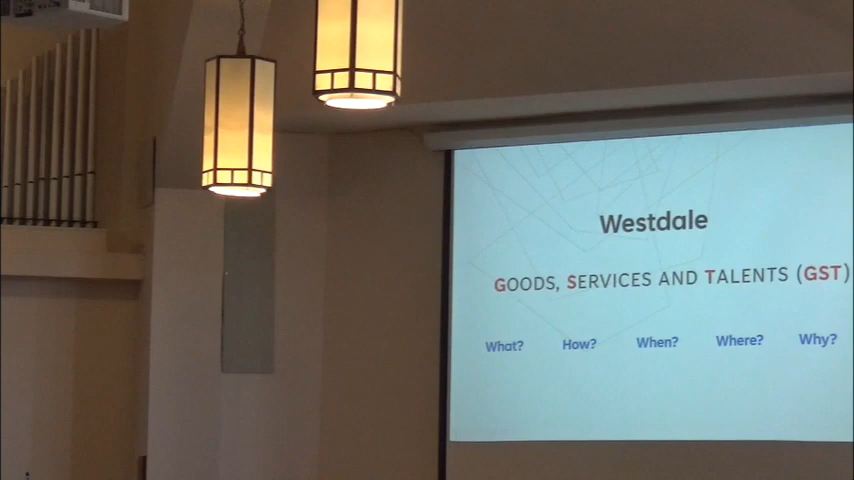 Westdale
GOODS, SERVICES AND TALENTS (GST)
What? How? When? Where? Why?